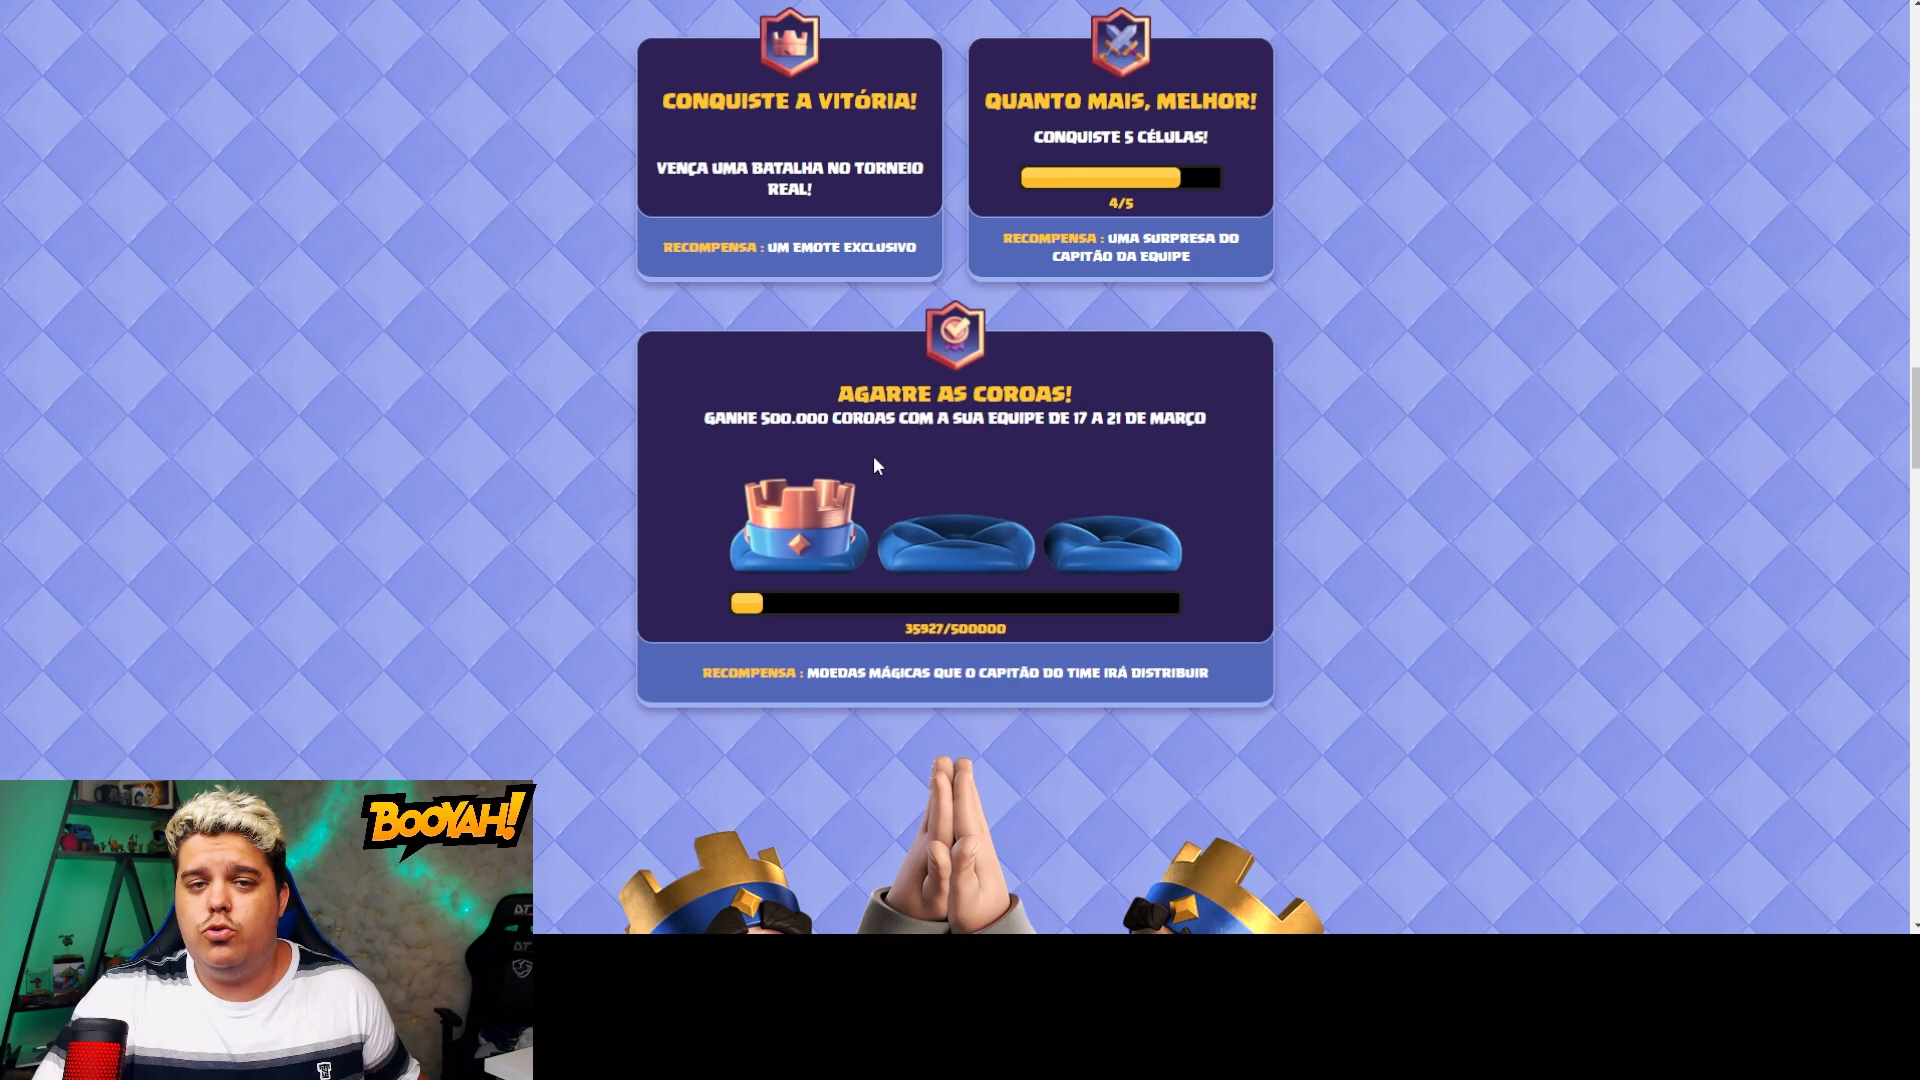 CONQUISTE A VITÓRIA!
VENÇA UMA BATALHA NO TORNEIO
REAL!
RECOMPENSA : UM EMOTE EXCLUSIVO
QUANTO MAIS, MELHOR!
CONQUISTE 5 CÉLULAS!
4/5
RECOMPENSA : UMA SURPRESA DO
CAPITÃO DA EQUIPE
AGARRE AS COROAS!
GANHE 500.000 COROAS COM A SUA EQUIPE DE 17 A 21 DE MARÇO
35927/500000
RECOMPENSA : MOEDAS MÁGICAS QUE O CAPITÃO DO TIME IRÁ DISTRIBUIR
BOOYAH!